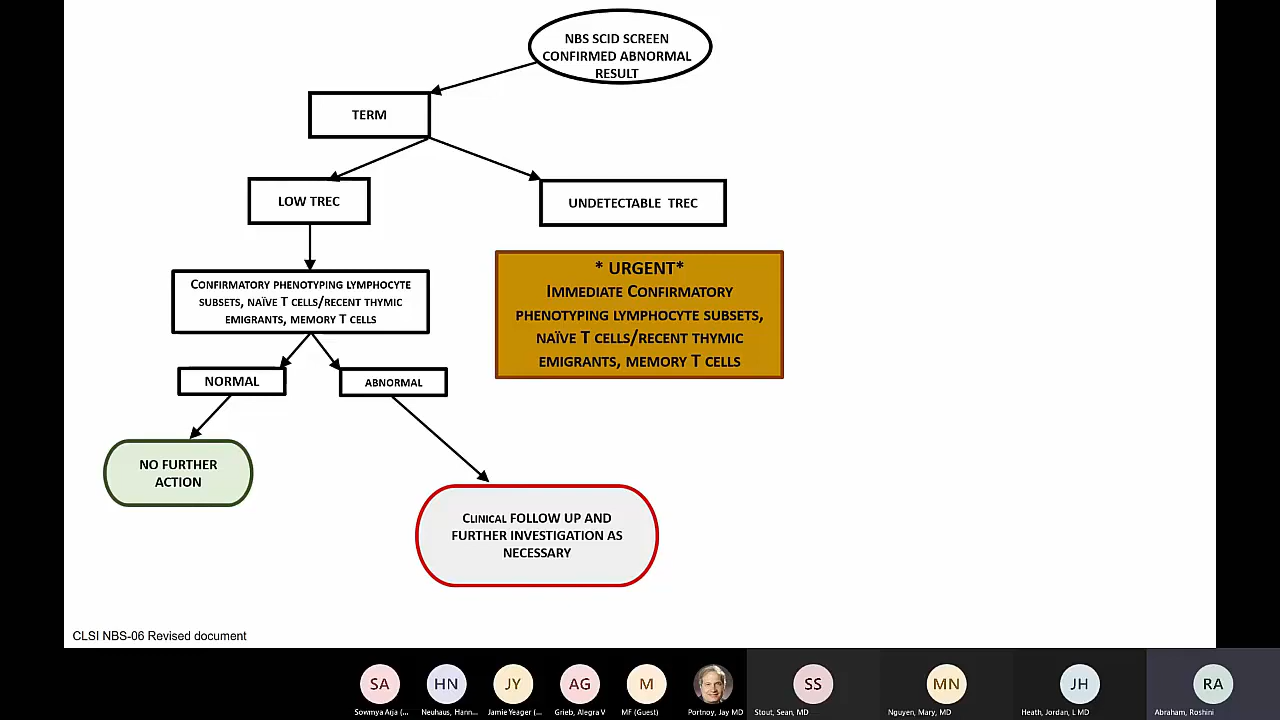 NBS SCID SCREEN
CONFIRMED ABNORMAL
RESULT
TERM
LOW TREC
UNDETECTABLE TREC
CONFIRMATORY PHENOTYPING LYMPHOCYTE
SUBSETS, NAÏVE T CELLS/RECENT THYMIC
EMIGRANTS, MEMORY T CELLS
* URGENT*
IMMEDIATE CONFIRMATORY
PHENOTYPING LYMPHOCYTE SUBSETS,
NAÏVE T CELLS/RECENT THYMIC
EMIGRANTS, MEMORY T CELLS
NORMAL
ABNORMAL
NO FURTHER
ACTION
CLINICAL FOLLOW UP AND
FURTHER INVESTIGATION AS
NECESSARY
CLSI NBS-06 Revised document
SA
HN
JY
AG
M
SS
MN
JH
RA
Sowmya Arja (...
Neuhaus, Hann...
Jamie Yeager (...
Grieb, Alegra V
MF (Guest)
Portnoy, Jay MD
Stout, Sean, MD
Nguyen, Mary, MD
Heath, Jordan, L MD
Abraham, Roshini